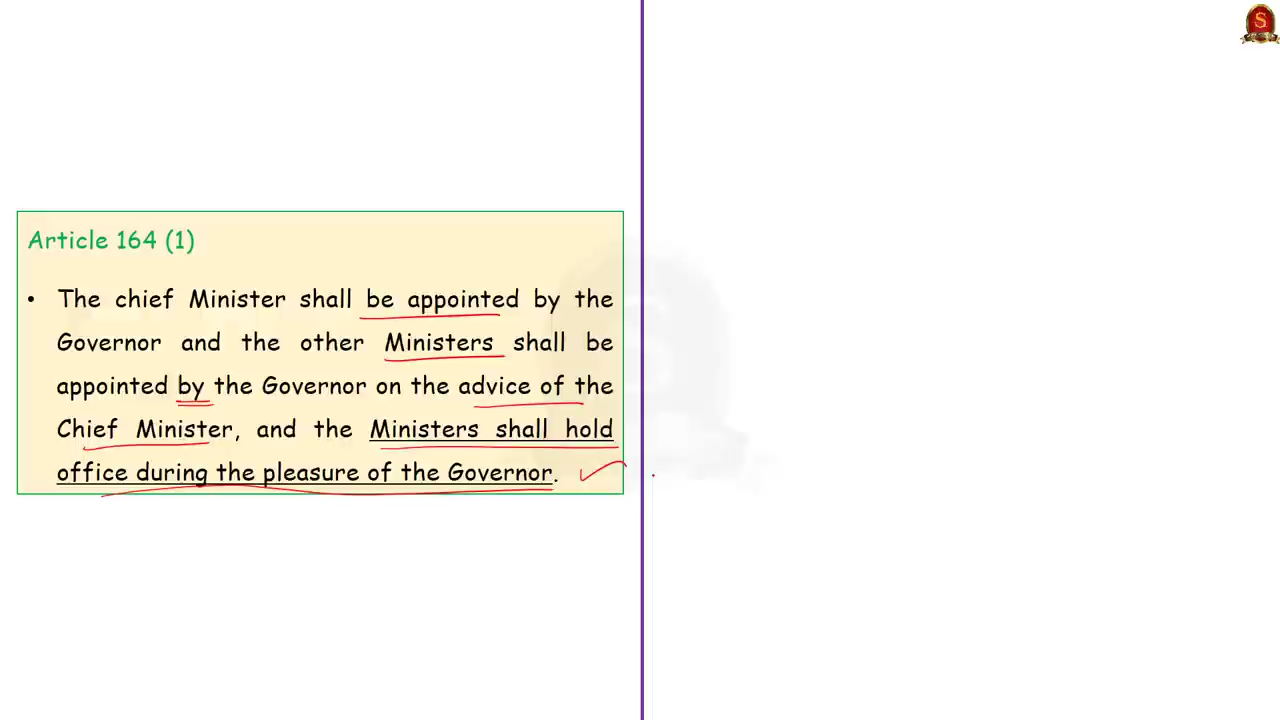 S
Article 164 (1)
• The chief Minister shall be appointed by the
Governor and the other Ministers shall be
appointed by the Governor on the advice of the
Chief Minister, and the Ministers shall hold
office during the pleasure of the Governor.